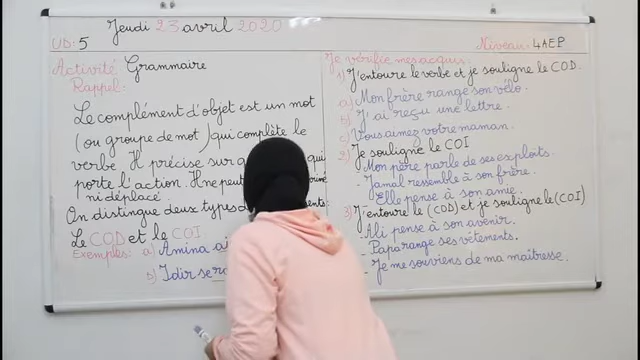 Jeudi 23 avril 2020
UD: 5
Niveau: 4AEP
Activité Grammaire
Rappel:
Le complément d'objet est un mot
(ou groupe de mot) qui complète le
verbe. Il précise sur qui
porte l'action. Il ne peut
ni déplacé.
On distingue deux types
Le COD et le COI
Exemples: a) Amina
b) Idir se
Je vérifie mes acquis:
1) J'entoure le verbe et je souligne le COD.
a) Mon frère range son vélo.
b) J'ai reçu une lettre.
c) Vous aimez votre maman.
2) Je souligne le COI
- Mon père parle de ses exploits.
- Jamal ressemble à son frère.
- Elle pense à son amie.
3) J'entoure le (COD) et je souligne le (COI)
- Ali pense à son avenir.
- Papa range ses vêtements.
- Je me souviens de ma maîtresse.